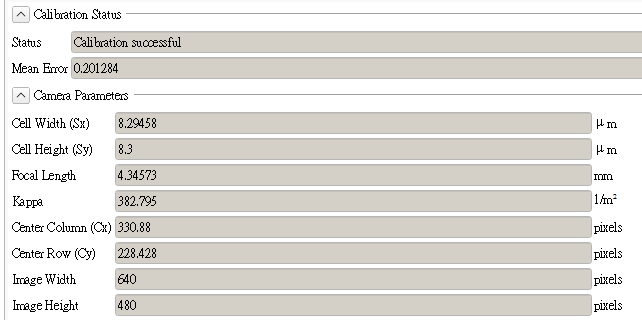 Calibration Status
Status Calibration successful
Mean Error 0.201284
Camera Parameters
Cell Width (Sx) 8.29458 μ m
Cell Height (Sy) 8.3 μ m
Focal Length 4.34573 mm
Kappa 382.795 1/m²
Center Column (Cx) 330.88 pixels
Center Row (Cy) 228.428 pixels
Image Width 640 pixels
Image Height 480 pixels